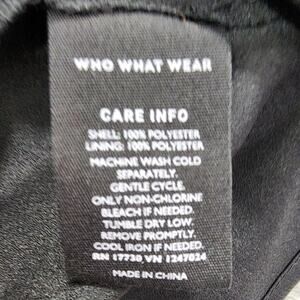 WHO WHAT WEAR
CARE INFO
SHELL: 100% POLYESTER
LINING: 100% POLYESTER
MACHINE WASH COLD
SEPARATELY.
GENTLE CYCLE.
ONLY NON-CHLORINE
BLEACH IF NEEDED.
TUMBLE DRY LOW.
REMOVE PROMPTLY.
COOL IRON IF NEEDED.
RN 17730 VN 1247024
MADE IN CHINA